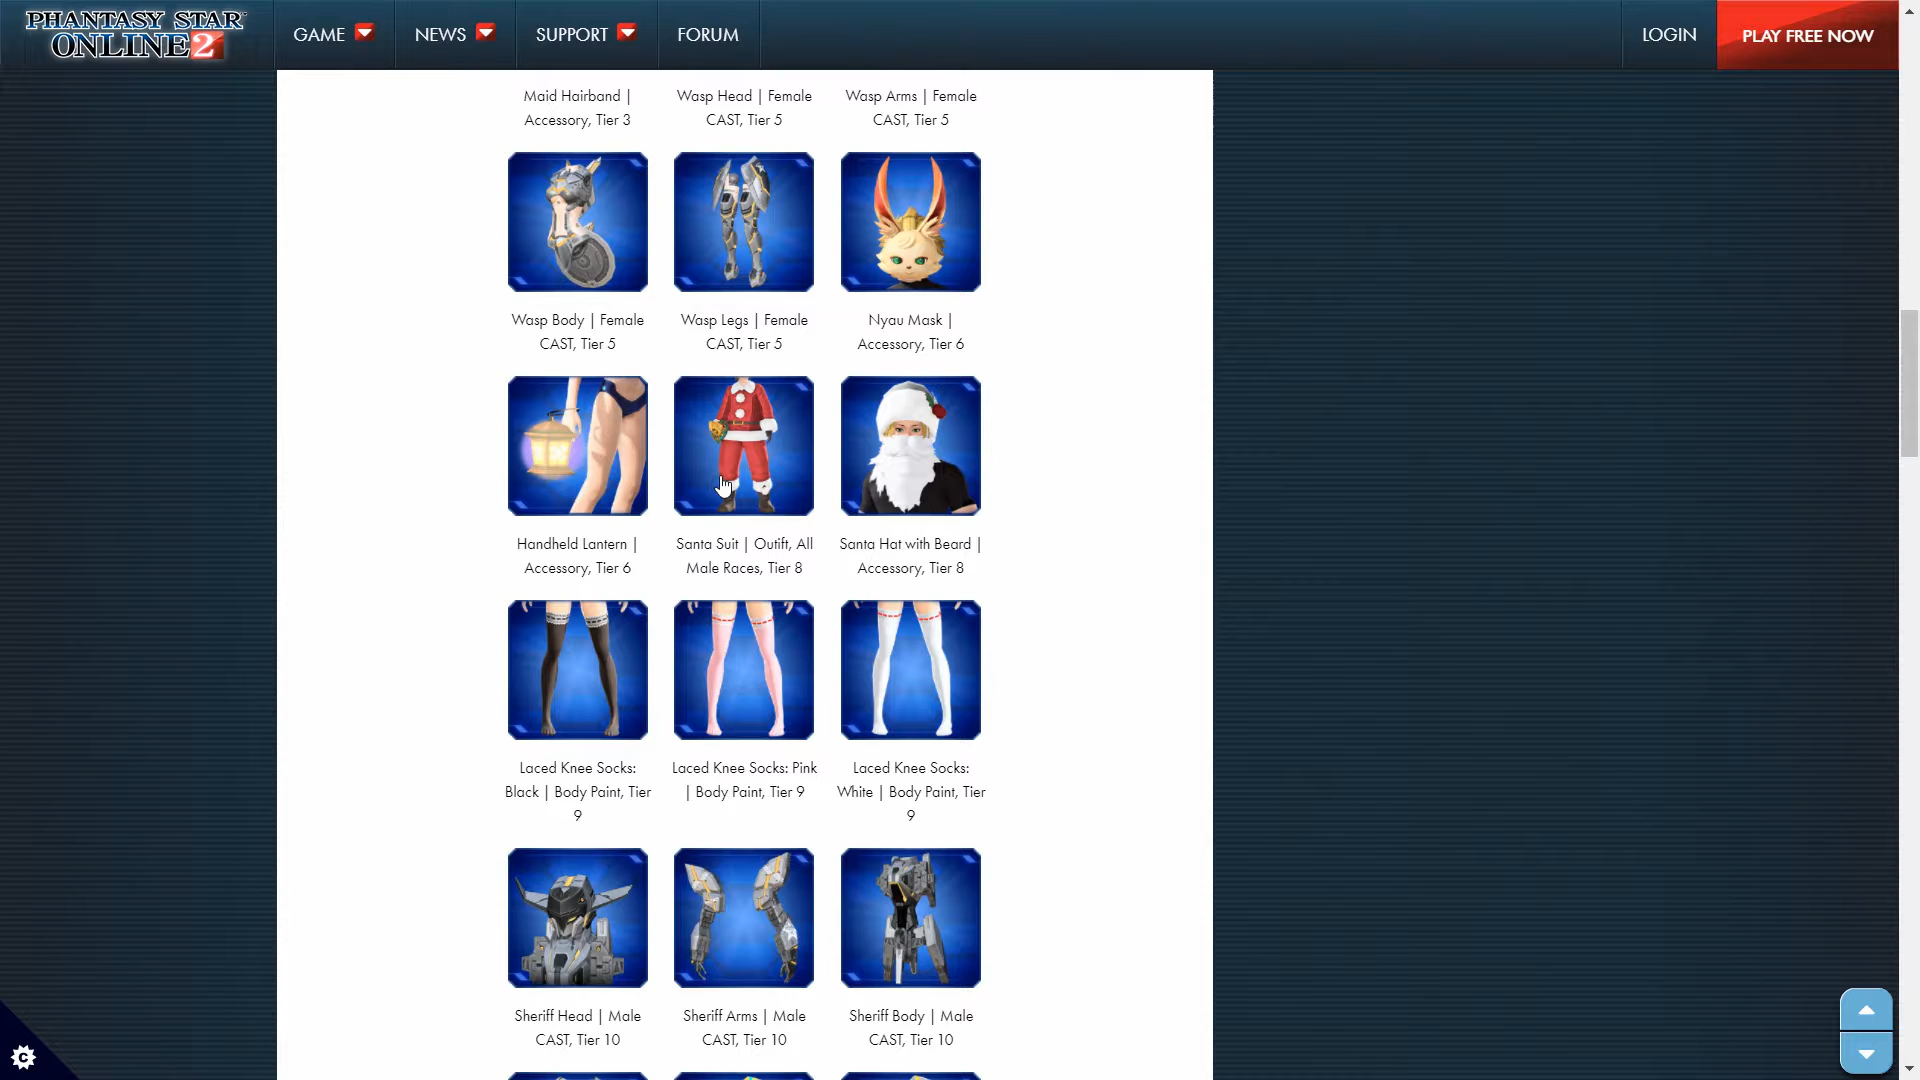 PHANTASY STAR
ONLINE 2
GAME
NEWS
SUPPORT
FORUM
LOGIN
PLAY FREE NOW
Maid Hairband |
Accessory, Tier 3
Wasp Head | Female
CAST, Tier 5
Wasp Arms | Female
CAST, Tier 5
Wasp Body | Female
CAST, Tier 5
Wasp Legs | Female
CAST, Tier 5
Nyau Mask |
Accessory, Tier 6
Handheld Lantern |
Accessory, Tier 6
Santa Suit | Outift, All
Male Races, Tier 8
Santa Hat with Beard |
Accessory, Tier 8
Laced Knee Socks:
Black | Body Paint, Tier
9
Laced Knee Socks: Pink
| Body Paint, Tier 9
Laced Knee Socks:
White | Body Paint, Tier
9
Sheriff Head | Male
CAST, Tier 10
Sheriff Arms | Male
CAST, Tier 10
Sheriff Body | Male
CAST, Tier 10